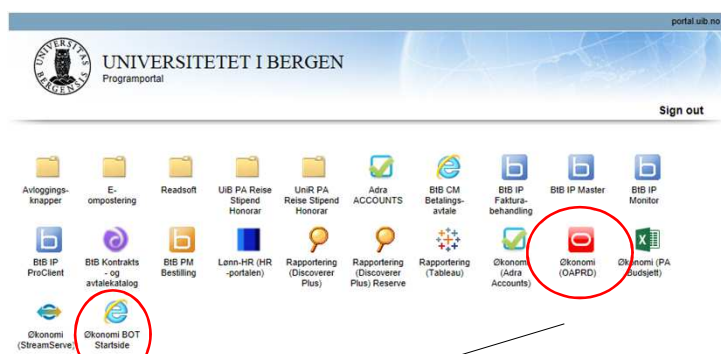 portal.uib.no
UNIVERSITAS BERGENSIS
UNIVERSITETET I BERGEN
Programportal
Sign out
Avloggings-
knapper
E-
ompostering
Readsoft
UiB PA Reise
Stipend
Honorar
UniR PA
Reise Stipend
Honorar
Adra
ACCOUNTS
BtB CM
Betalings-
avtale
BtB IP
Faktura-
behandling
BtB IP Master
BtB IP
Monitor
BtB IP
ProClient
BtB Kontrakts
- og
avtalekatalog
BtB PM
Bestilling
Lønn-HR (HR
-portalen)
Rapportering
(Discoverer
Plus)
Rapportering
(Discoverer
Plus) Reserve
Rapportering
(Tableau)
Økonomi
(Adra
Accounts)
Økonomi
(OAPRD)
Økonomi (PA
Budsjett)
Økonomi
(StreamServe)
Økonomi BOT
Startside